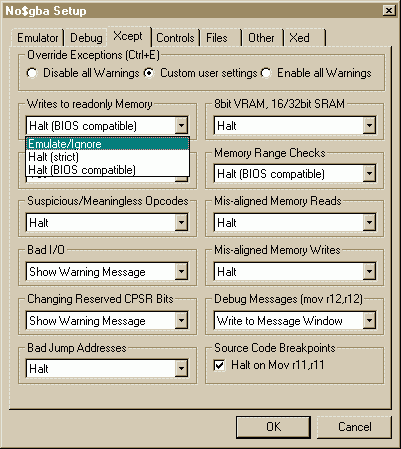 No$gba Setup
Emulator
Debug
Xcept
Controls
Files
Other
Xed
Override Exceptions (Ctrl+E)
Disable all Warnings
Custom user settings
Enable all Warnings
Writes to readonly Memory
8bit VRAM, 16/32bit SRAM
Halt (BIOS compatible)
Halt
Emulate/Ignore
Halt (strict)
Halt (BIOS compatible)
Memory Range Checks
Halt (BIOS compatible)
Suspicious/Meaningless Opcodes
Mis-aligned Memory Reads
Halt
Halt
Bad I/O
Mis-aligned Memory Writes
Show Warning Message
Halt
Changing Reserved CPSR Bits
Debug Messages (mov r12,r12)
Show Warning Message
Write to Message Window
Bad Jump Addresses
Source Code Breakpoints
Halt
Halt on Mov r11,r11
OK
Cancel